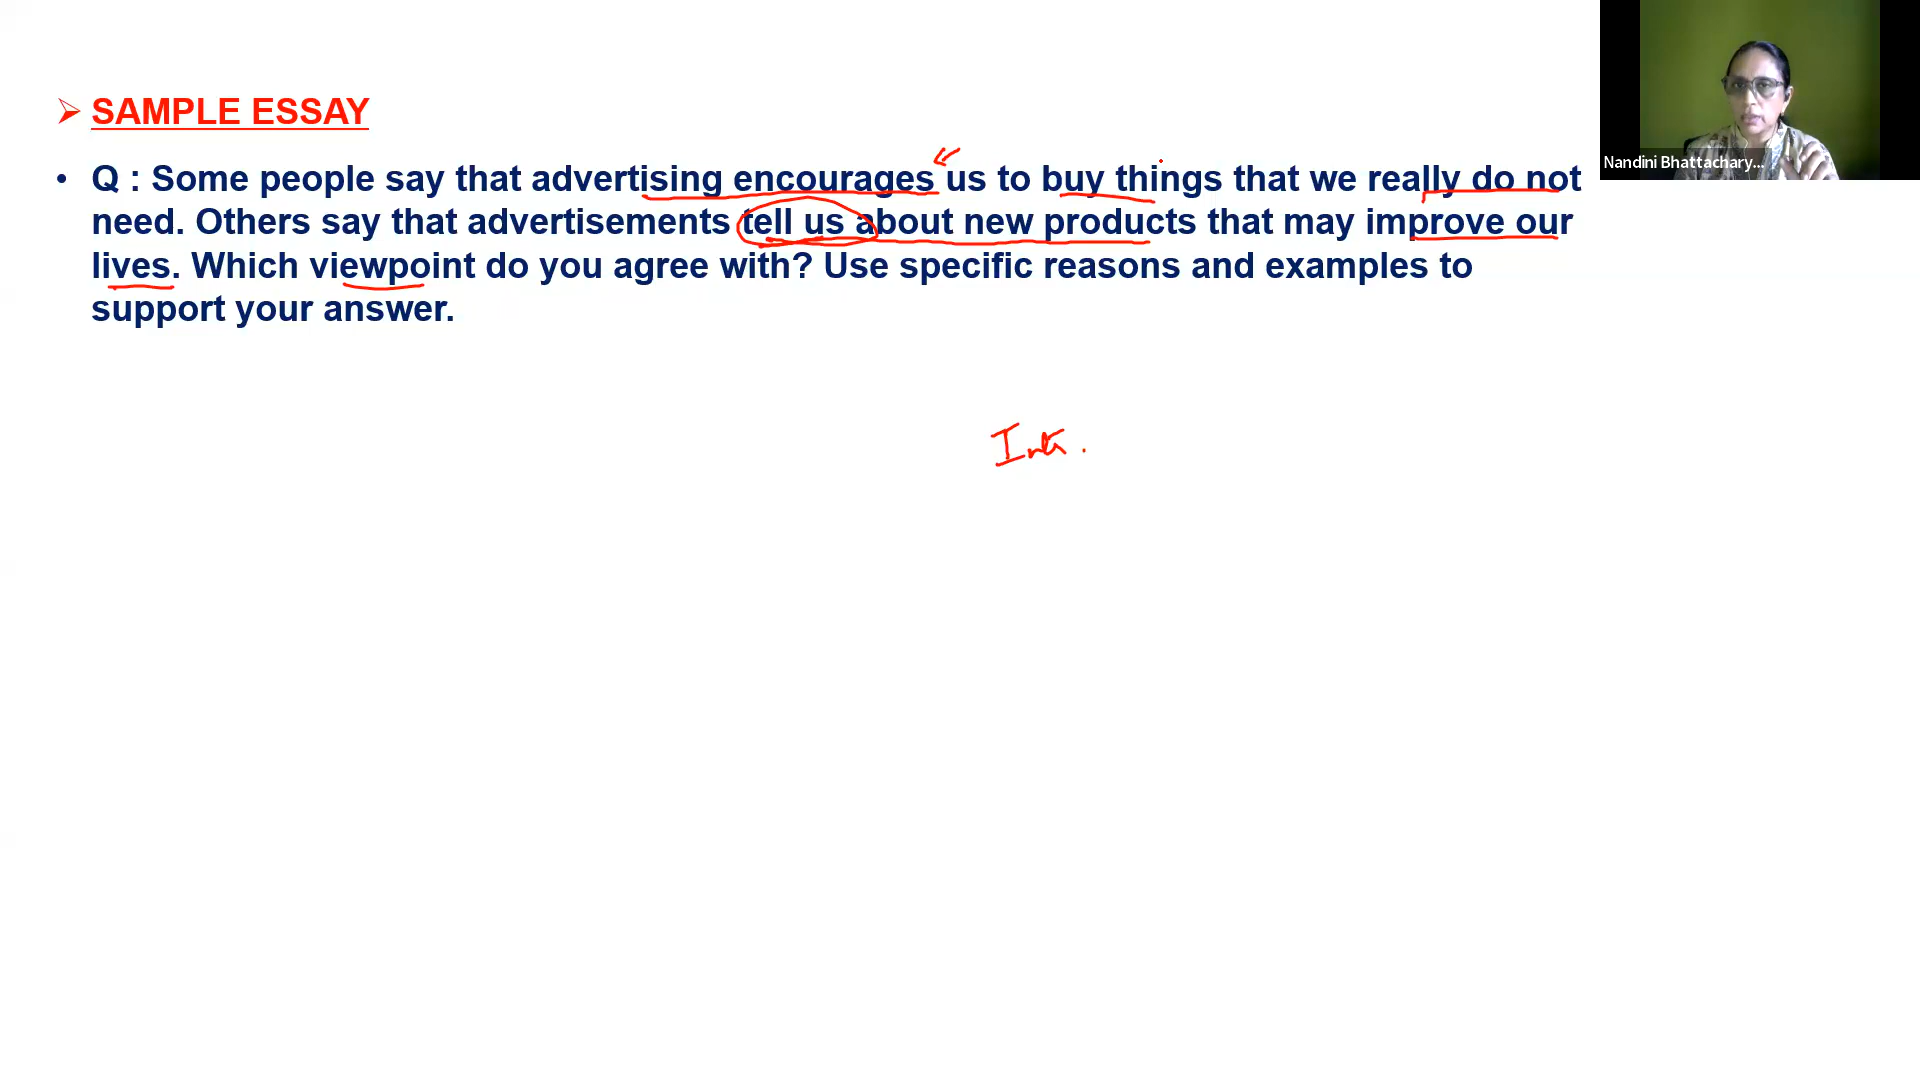 SAMPLE ESSAY
• Q : Some people say that advertising encourages us to buy things that we really do not
need. Others say that advertisements tell us about new products that may improve our
lives. Which viewpoint do you agree with? Use specific reasons and examples to
support your answer.
Nandini Bhattachary...